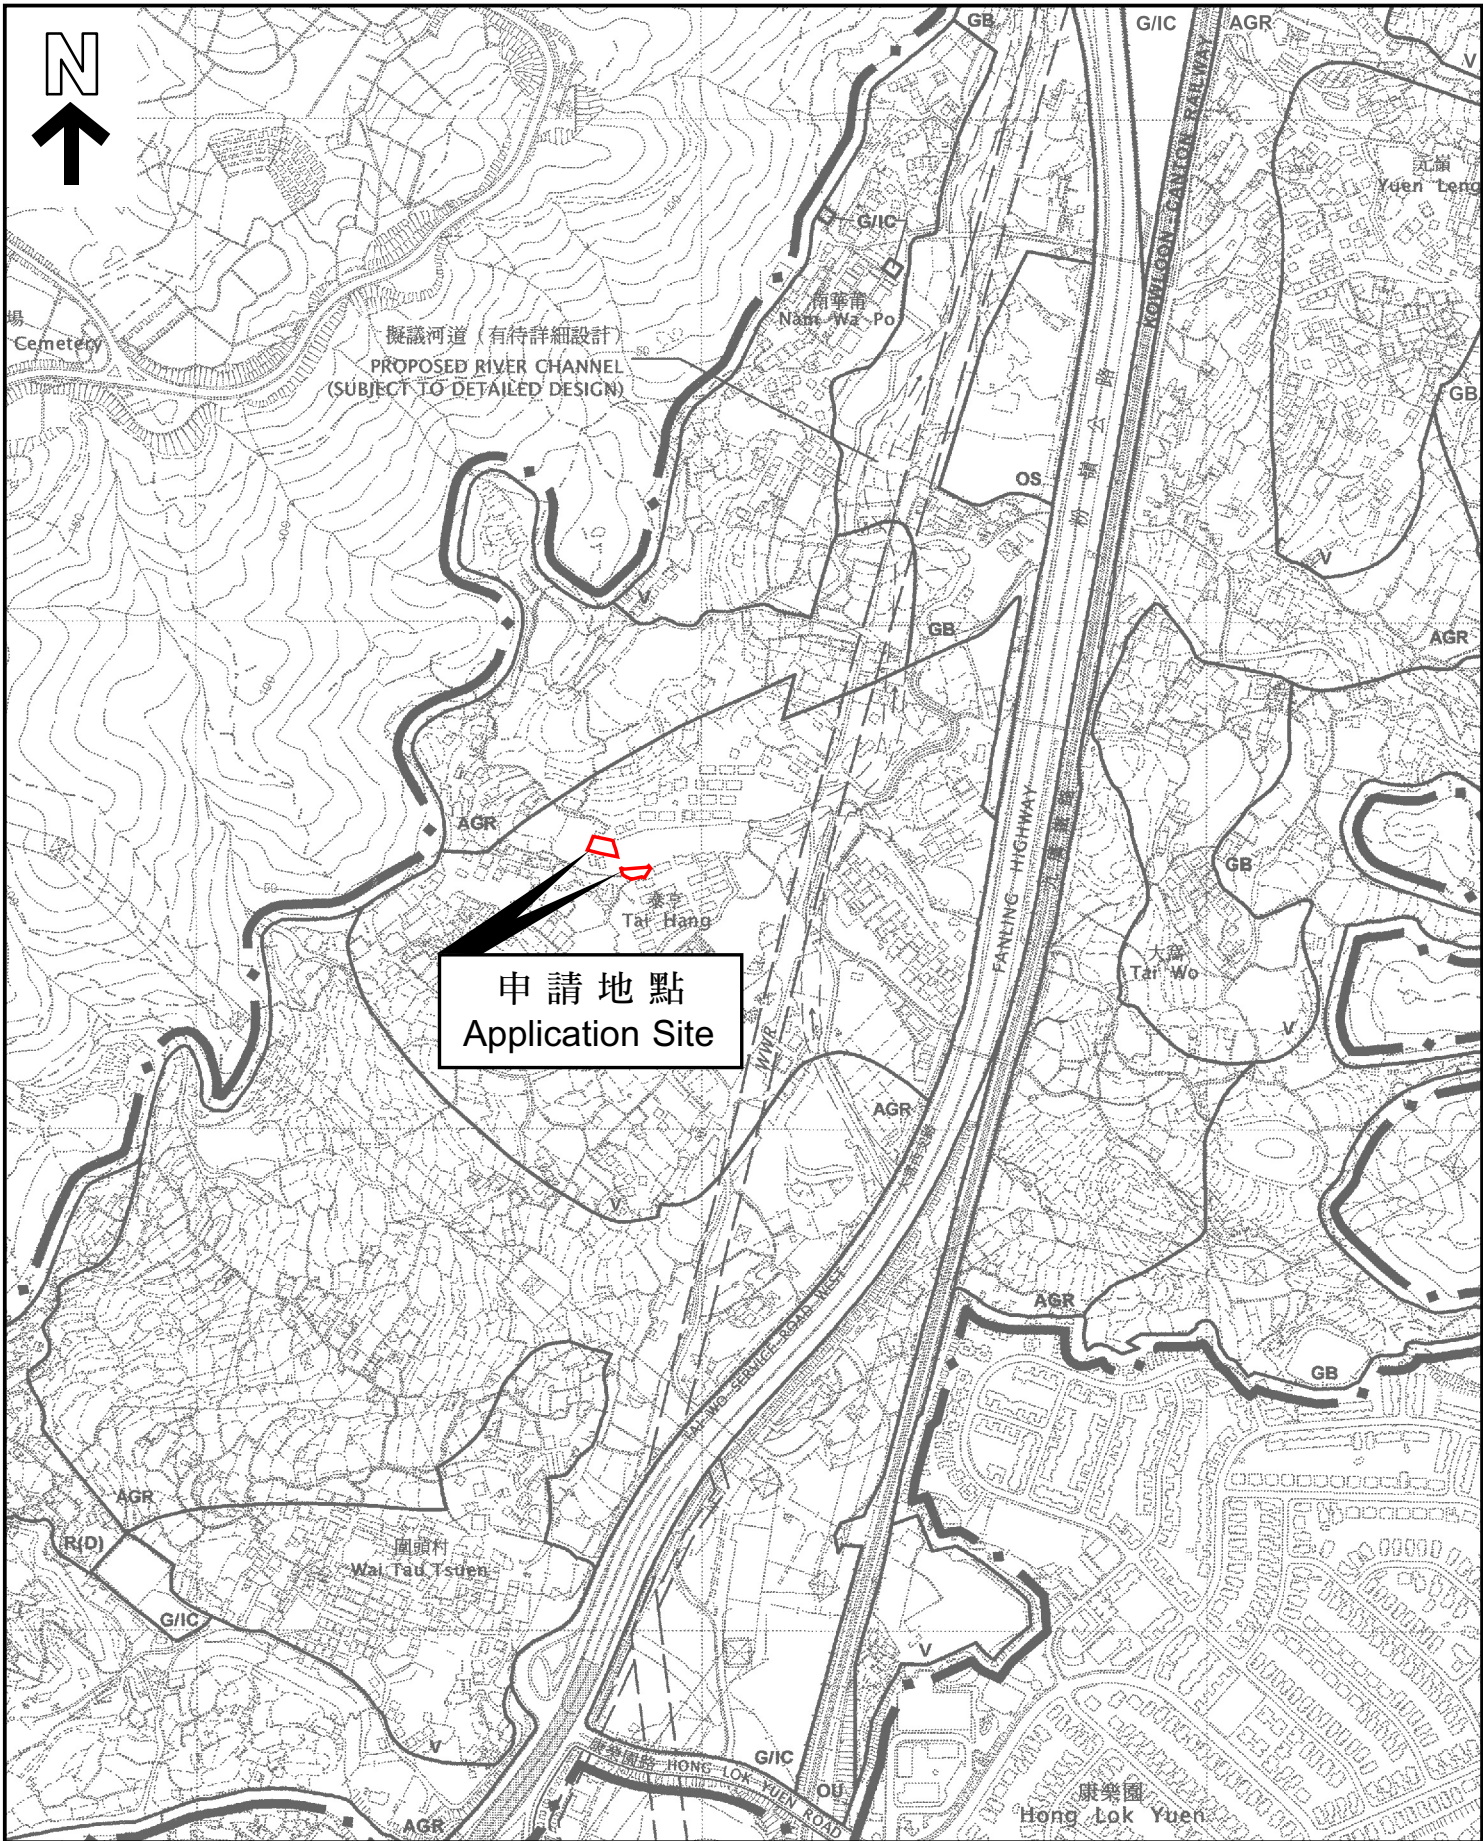 N
GB
G/IC
AGR
V
KOWLOON - CANTON RAILWAY
元嶺
Yuen Leng
G/IC
南華莆
Nam Wa Po
場
Cemetery
擬議河道（有待詳細設計）
PROPOSED RIVER CHANNEL
(SUBJECT TO DETAILED DESIGN)
GB
OS
粉嶺公路
V
V
GB
AGR
AGR
泰亨
Tai Hang
申請地點
Application Site
FANLING HIGHWAY
GB
大窩
Tai Wo
V
WWR
AGR
V
TAI WO SERVICE ROAD WEST
AGR
GB
AGR
R(D)
圍頭村
Wai Tau Tsuen
G/IC
V
V
康樂園路 HONG LOK YUEN ROAD
G/IC
OU
AGR
康樂園
Hong Lok Yuen